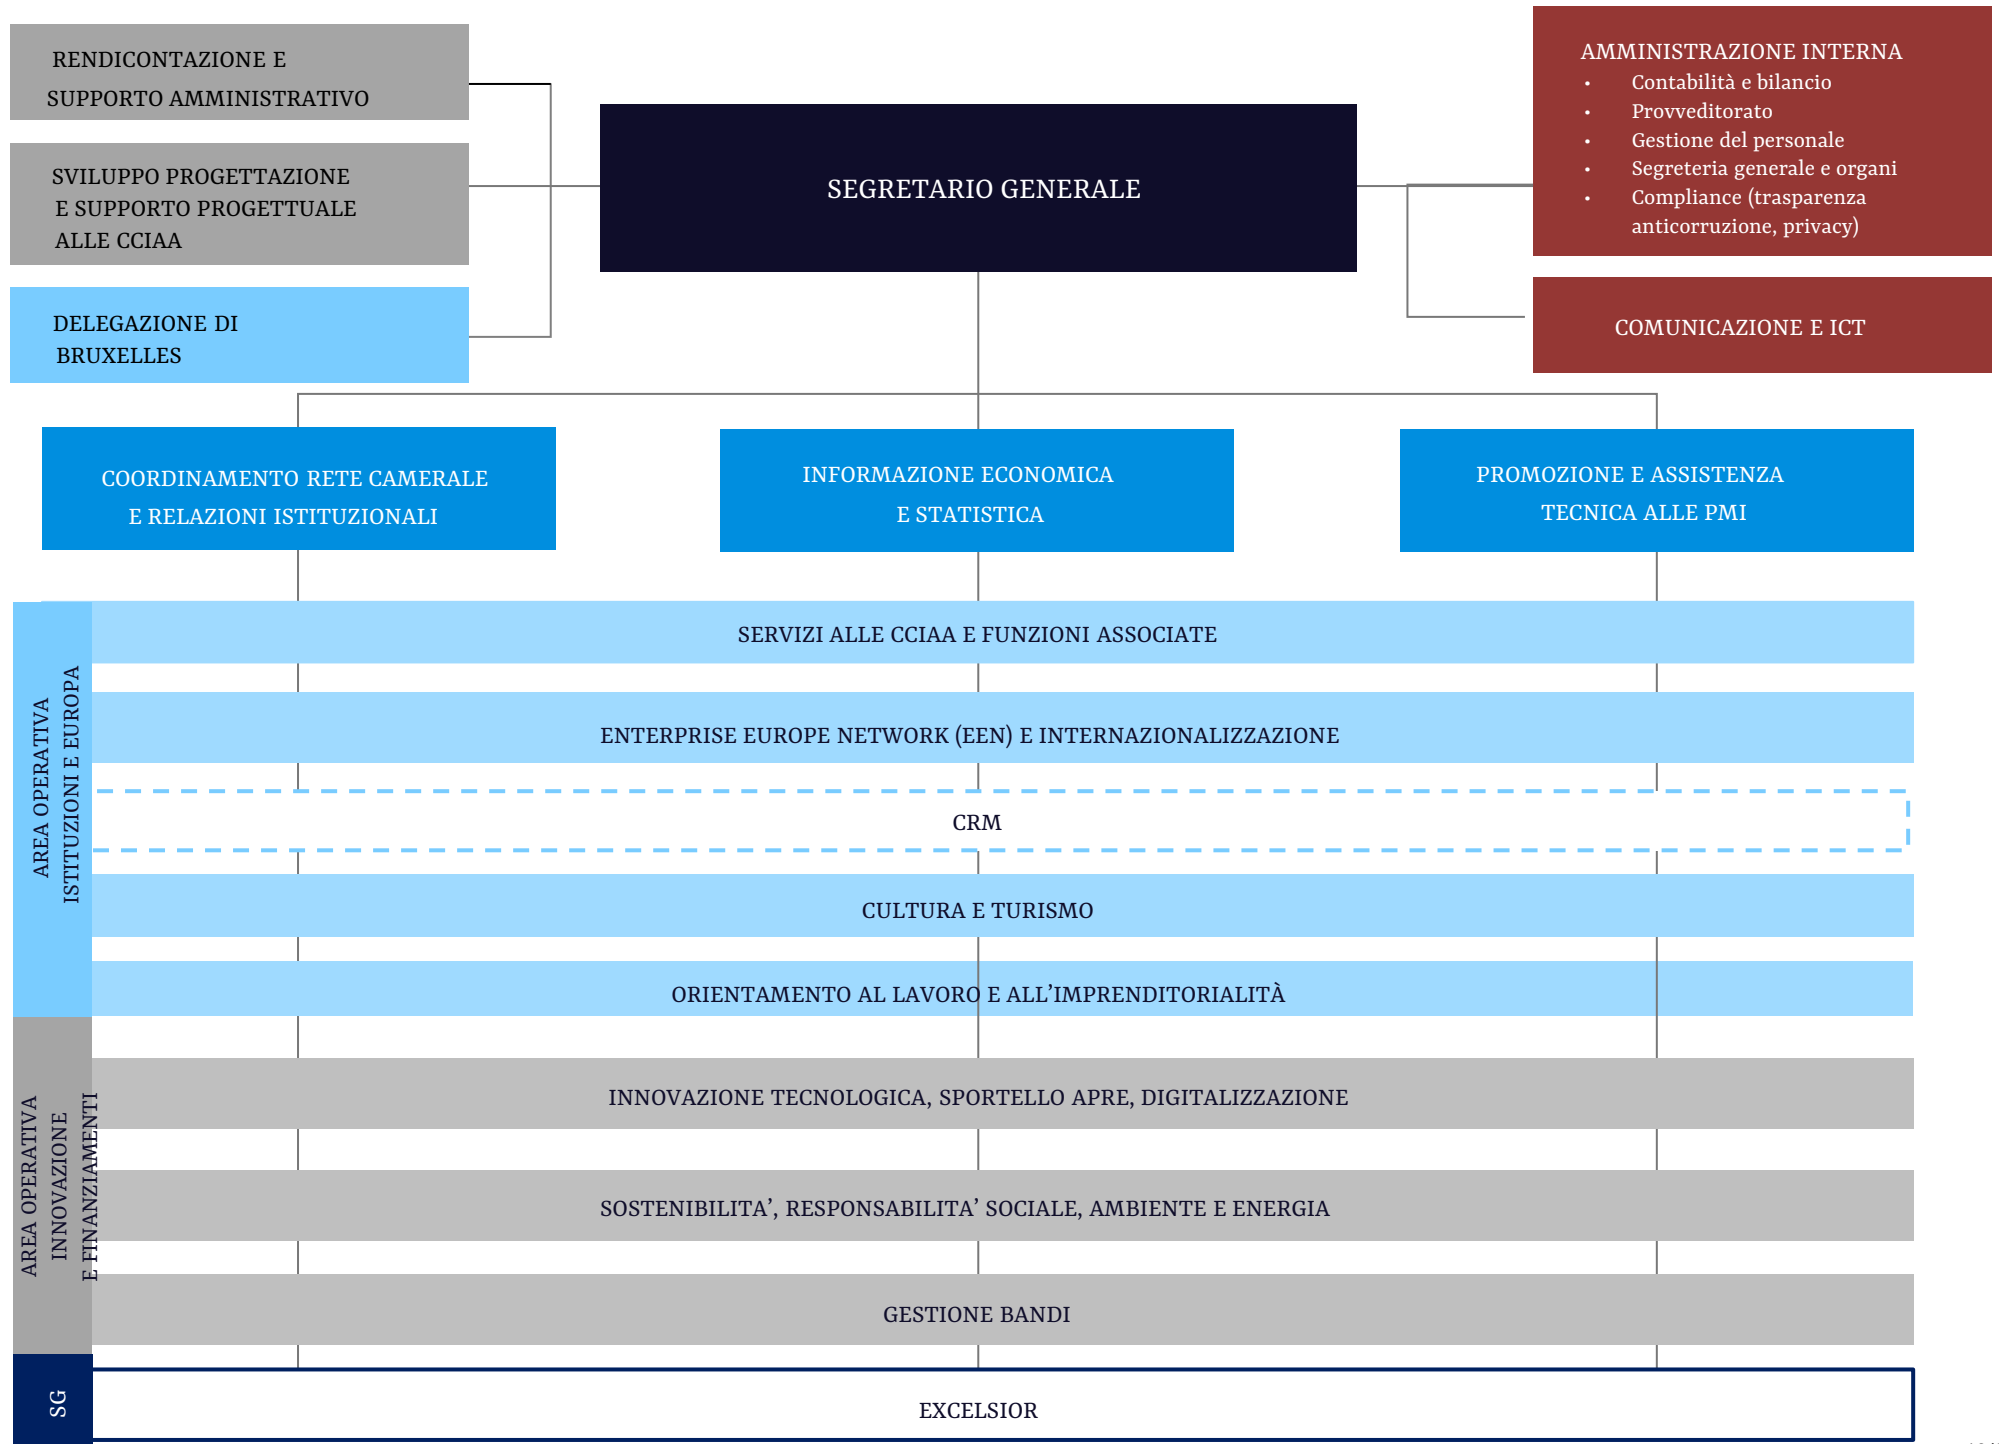 RENDICONTAZIONE E
SUPPORTO AMMINISTRATIVO
SVILUPPO PROGETTAZIONE
E SUPPORTO PROGETTUALE
ALLE CCIAA
DELEGAZIONE DI
BRUXELLES
SEGRETARIO GENERALE
AMMINISTRAZIONE INTERNA
• Contabilità e bilancio
• Provveditorato
• Gestione del personale
• Segreteria generale e organi
• Compliance (trasparenza
anticorruzione, privacy)
COMUNICAZIONE E ICT
COORDINAMENTO RETE CAMERALE
E RELAZIONI ISTITUZIONALI
INFORMAZIONE ECONOMICA
E STATISTICA
PROMOZIONE E ASSISTENZA
TECNICA ALLE PMI
AREA OPERATIVA
ISTITUZIONI E EUROPA
SERVIZI ALLE CCIAA E FUNZIONI ASSOCIATE
ENTERPRISE EUROPE NETWORK (EEN) E INTERNAZIONALIZZAZIONE
CRM
CULTURA E TURISMO
ORIENTAMENTO AL LAVORO E ALL’IMPRENDITORIALITÀ
AREA OPERATIVA
INNOVAZIONE
E FINANZIAMENTI
INNOVAZIONE TECNOLOGICA, SPORTELLO APRE, DIGITALIZZAZIONE
SOSTENIBILITA’, RESPONSABILITA’ SOCIALE, AMBIENTE E ENERGIA
GESTIONE BANDI
SG
EXCELSIOR